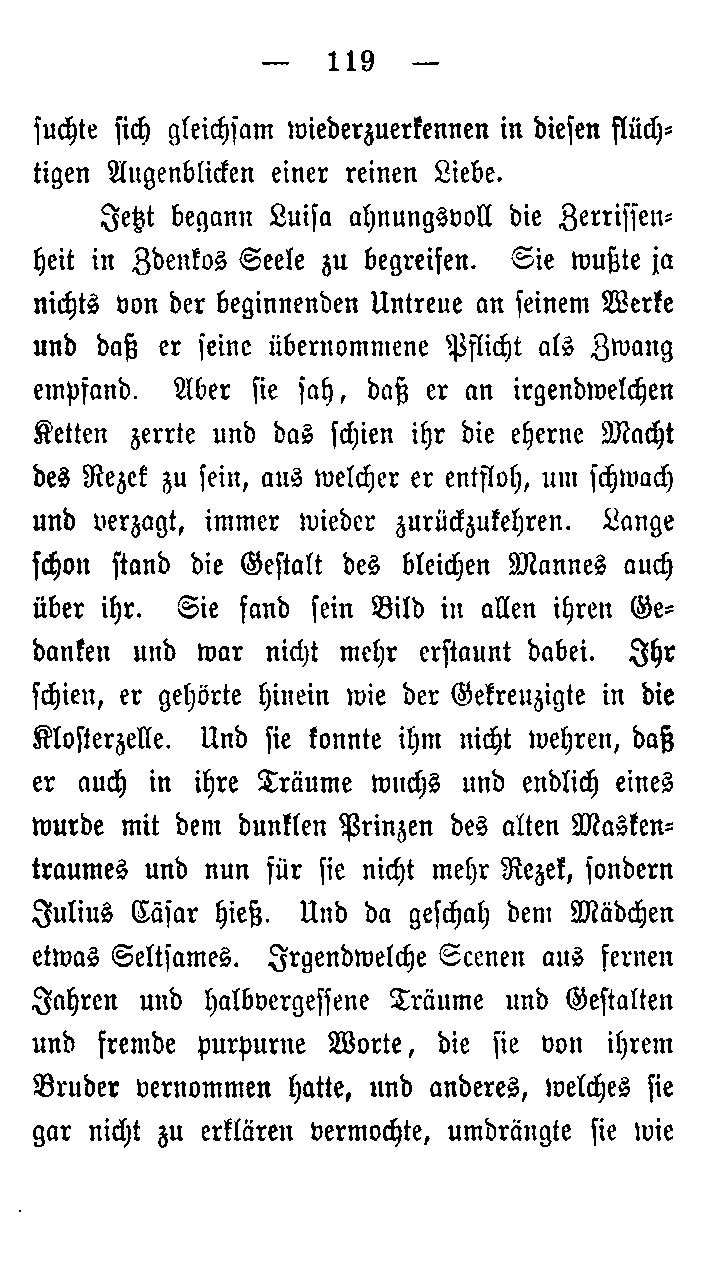 — 119 —
suchte sich gleichsam wiederzuerkennen in diesen flüch-
tigen Augenblicken einer reinen Liebe.
Jetzt begann Luisa ahnungsvoll die Zerrissen-
heit in Zdenkos Seele zu begreifen. Sie wußte ja
nichts von der beginnenden Untreue an seinem Werke
und daß er seine übernommene Pflicht als Zwang
empfand. Aber sie sah, daß er an irgendwelchen
Ketten zerrte und das schien ihr die eherne Macht
des Rezek zu sein, aus welcher er entfloh, um schwach
und verzagt, immer wieder zurückzukehren. Lange
schon stand die Gestalt des bleichen Mannes auch
über ihr. Sie fand sein Bild in allen ihren Ge-
danken und war nicht mehr erstaunt dabei. Ihr
schien, er gehörte hinein wie der Gekreuzigte in die
Klosterzelle. Und sie konnte ihm nicht wehren, daß
er auch in ihre Träume wuchs und endlich eines
wurde mit dem dunklen Prinzen des alten Masken-
traumes und nun für sie nicht mehr Rezek, sondern
Julius Cäsar hieß. Und da geschah dem Mädchen
etwas Seltsames. Irgendwelche Scenen aus fernen
Jahren und halbvergessene Träume und Gestalten
und fremde purpurne Worte, die sie von ihrem
Bruder vernommen hatte, und anderes, welches sie
gar nicht zu erklären vermochte, umdrängte sie wie